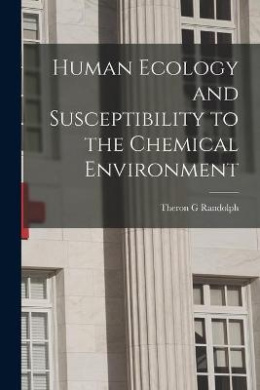 Human Ecology
and
Susceptibility to
the Chemical
Environment
Theron G Randolph